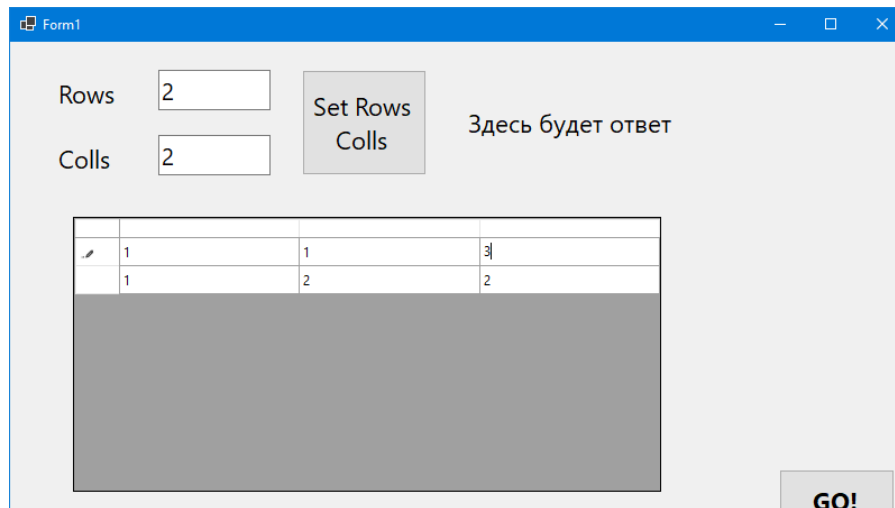 Form1
Rows
2
Colls
2
Set Rows
Colls
Здесь будет ответ
1 1 3
1 2 2
GO!